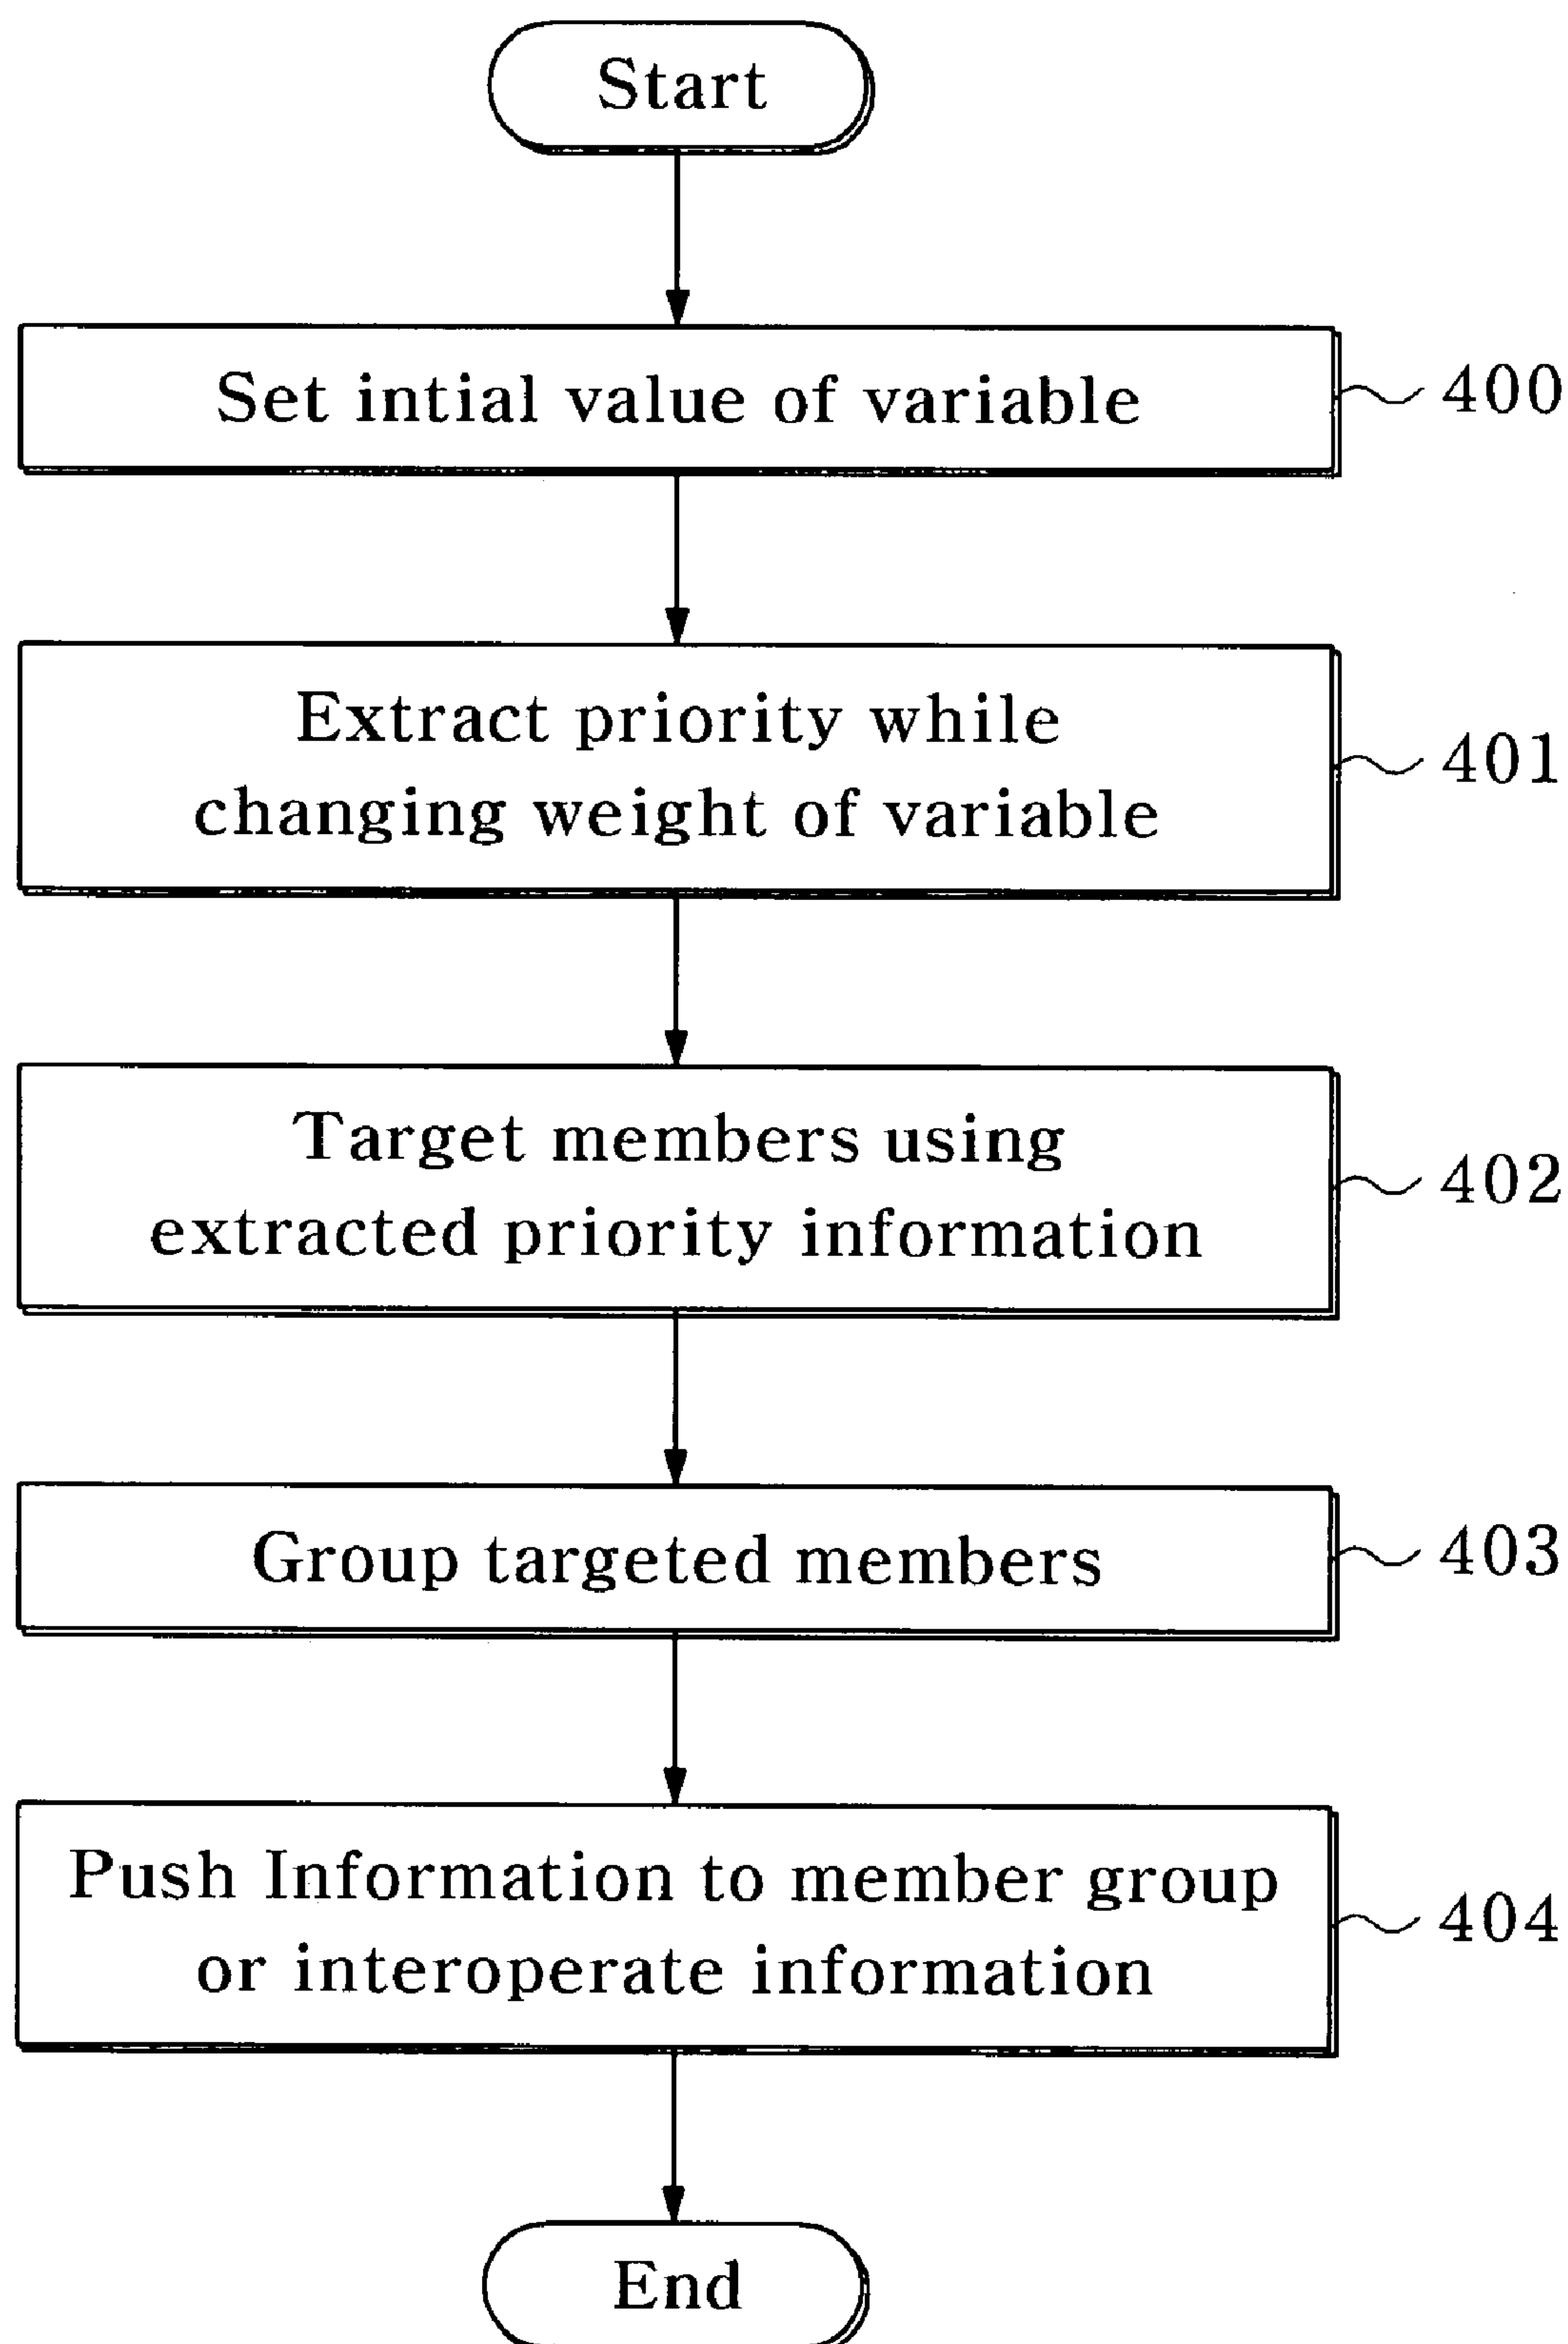 Start
Set intial value of variable
400
Extract priority while
changing weight of variable
401
Target members using
extracted priority information
402
Group targeted members
403
Push Information to member group
or interoperate information
404
End